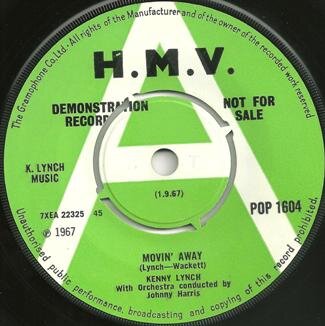 The Gramophone Co.Ltd.-All rights of the Manufacturer and of the owner of the recorded work reserved.
H.M.V.
DEMONSTRATION
RECORD
NOT FOR
SALE
K. LYNCH
MUSIC
(1.9.67)
7XEA 22325 45
℗ 1967
POP 1604
MOVIN' AWAY
(Lynch—Wackett)
KENNY LYNCH
With Orchestra conducted by
Johnny Harris
Unauthorised public performance, broadcasting and copying of this record prohibited.